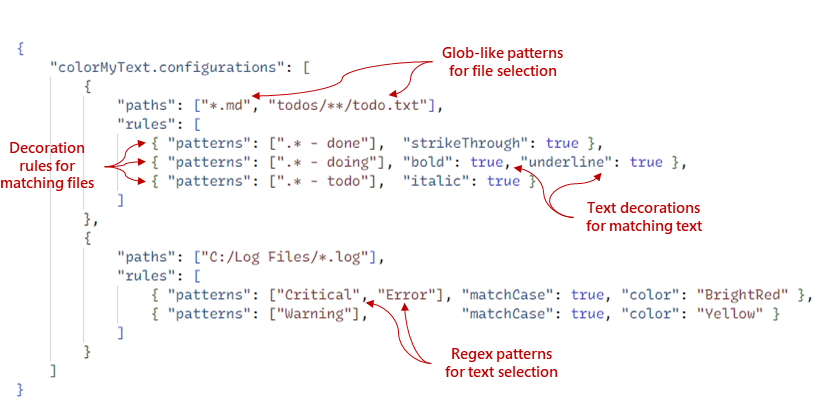 Glob-like patterns
for file selection
{
"colorMyText.configurations": [
{
"paths": ["*.md", "todos/**/todo.txt"],
"rules": [
{ "patterns": [".* - done"], "strikeThrough": true },
{ "patterns": [".* - doing"], "bold": true, "underline": true },
{ "patterns": [".* - todo"], "italic": true }
]
},
Decoration
rules for
matching files
Text decorations
for matching text
{
"paths": ["C:/Log Files/*.log"],
"rules": [
{ "patterns": ["Critical", "Error"], "matchCase": true, "color": "BrightRed" },
{ "patterns": ["Warning"], "matchCase": true, "color": "Yellow" }
]
}
]
}
Regex patterns
for text selection